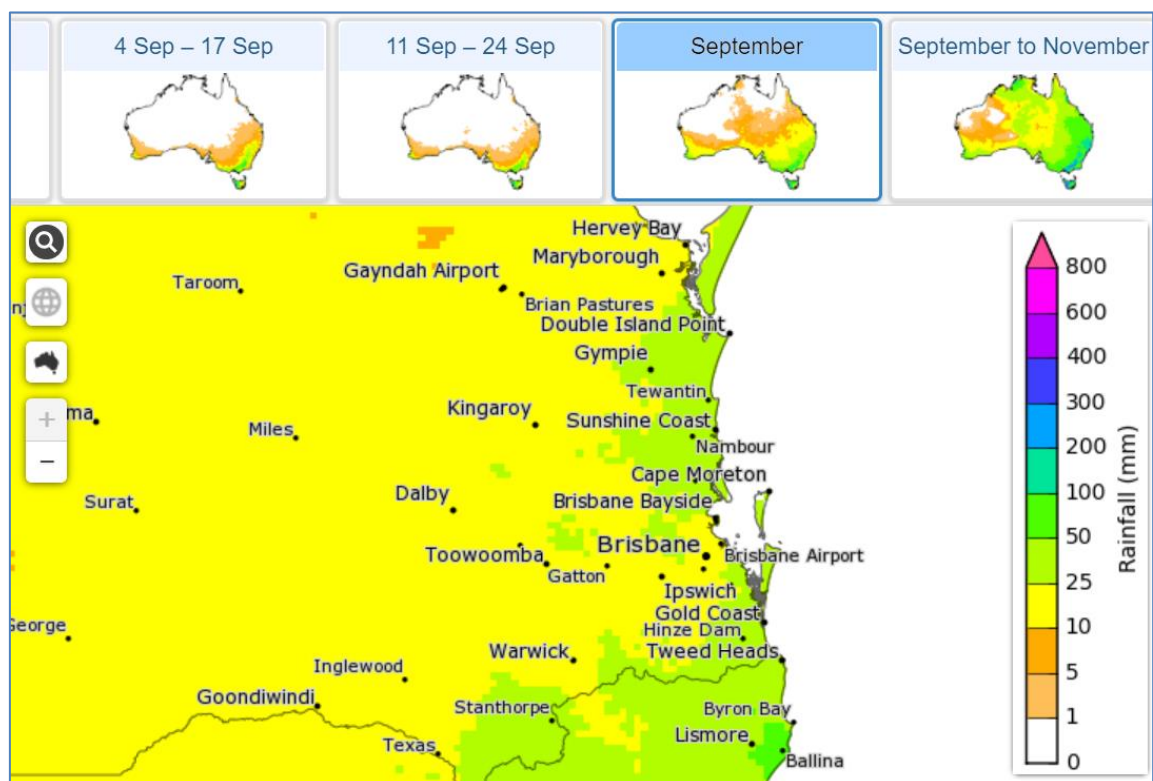 4 Sep – 17 Sep
11 Sep – 24 Sep
September
September to November
Hervey Bay
Maryborough
Gayndah Airport
Taroom
Brian Pastures
Double Island Point
Gympie
Tewantin
Kingaroy
Sunshine Coast
ma
Miles
Nambour
Cape Moreton
Dalby
Brisbane Bayside
Surat
Brisbane
Toowoomba
Brisbane Airport
Gatton
Ipswich
Gold Coast
George
Hinze Dam
Warwick
Tweed Heads
Inglewood
Goondiwindi
Stanthorpe
Byron Bay
Lismore
Texas
Ballina
+
−
800
600
400
300
200
100
50
25
10
5
1
0
Rainfall (mm)